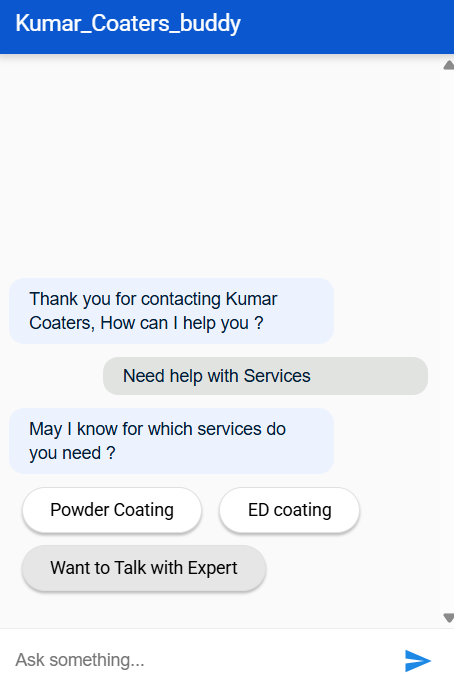 Kumar_Coaters_buddy
Thank you for contacting Kumar
Coaters, How can I help you ?
Need help with Services
May I know for which services do
you need ?
Powder Coating
ED coating
Want to Talk with Expert
Ask something...